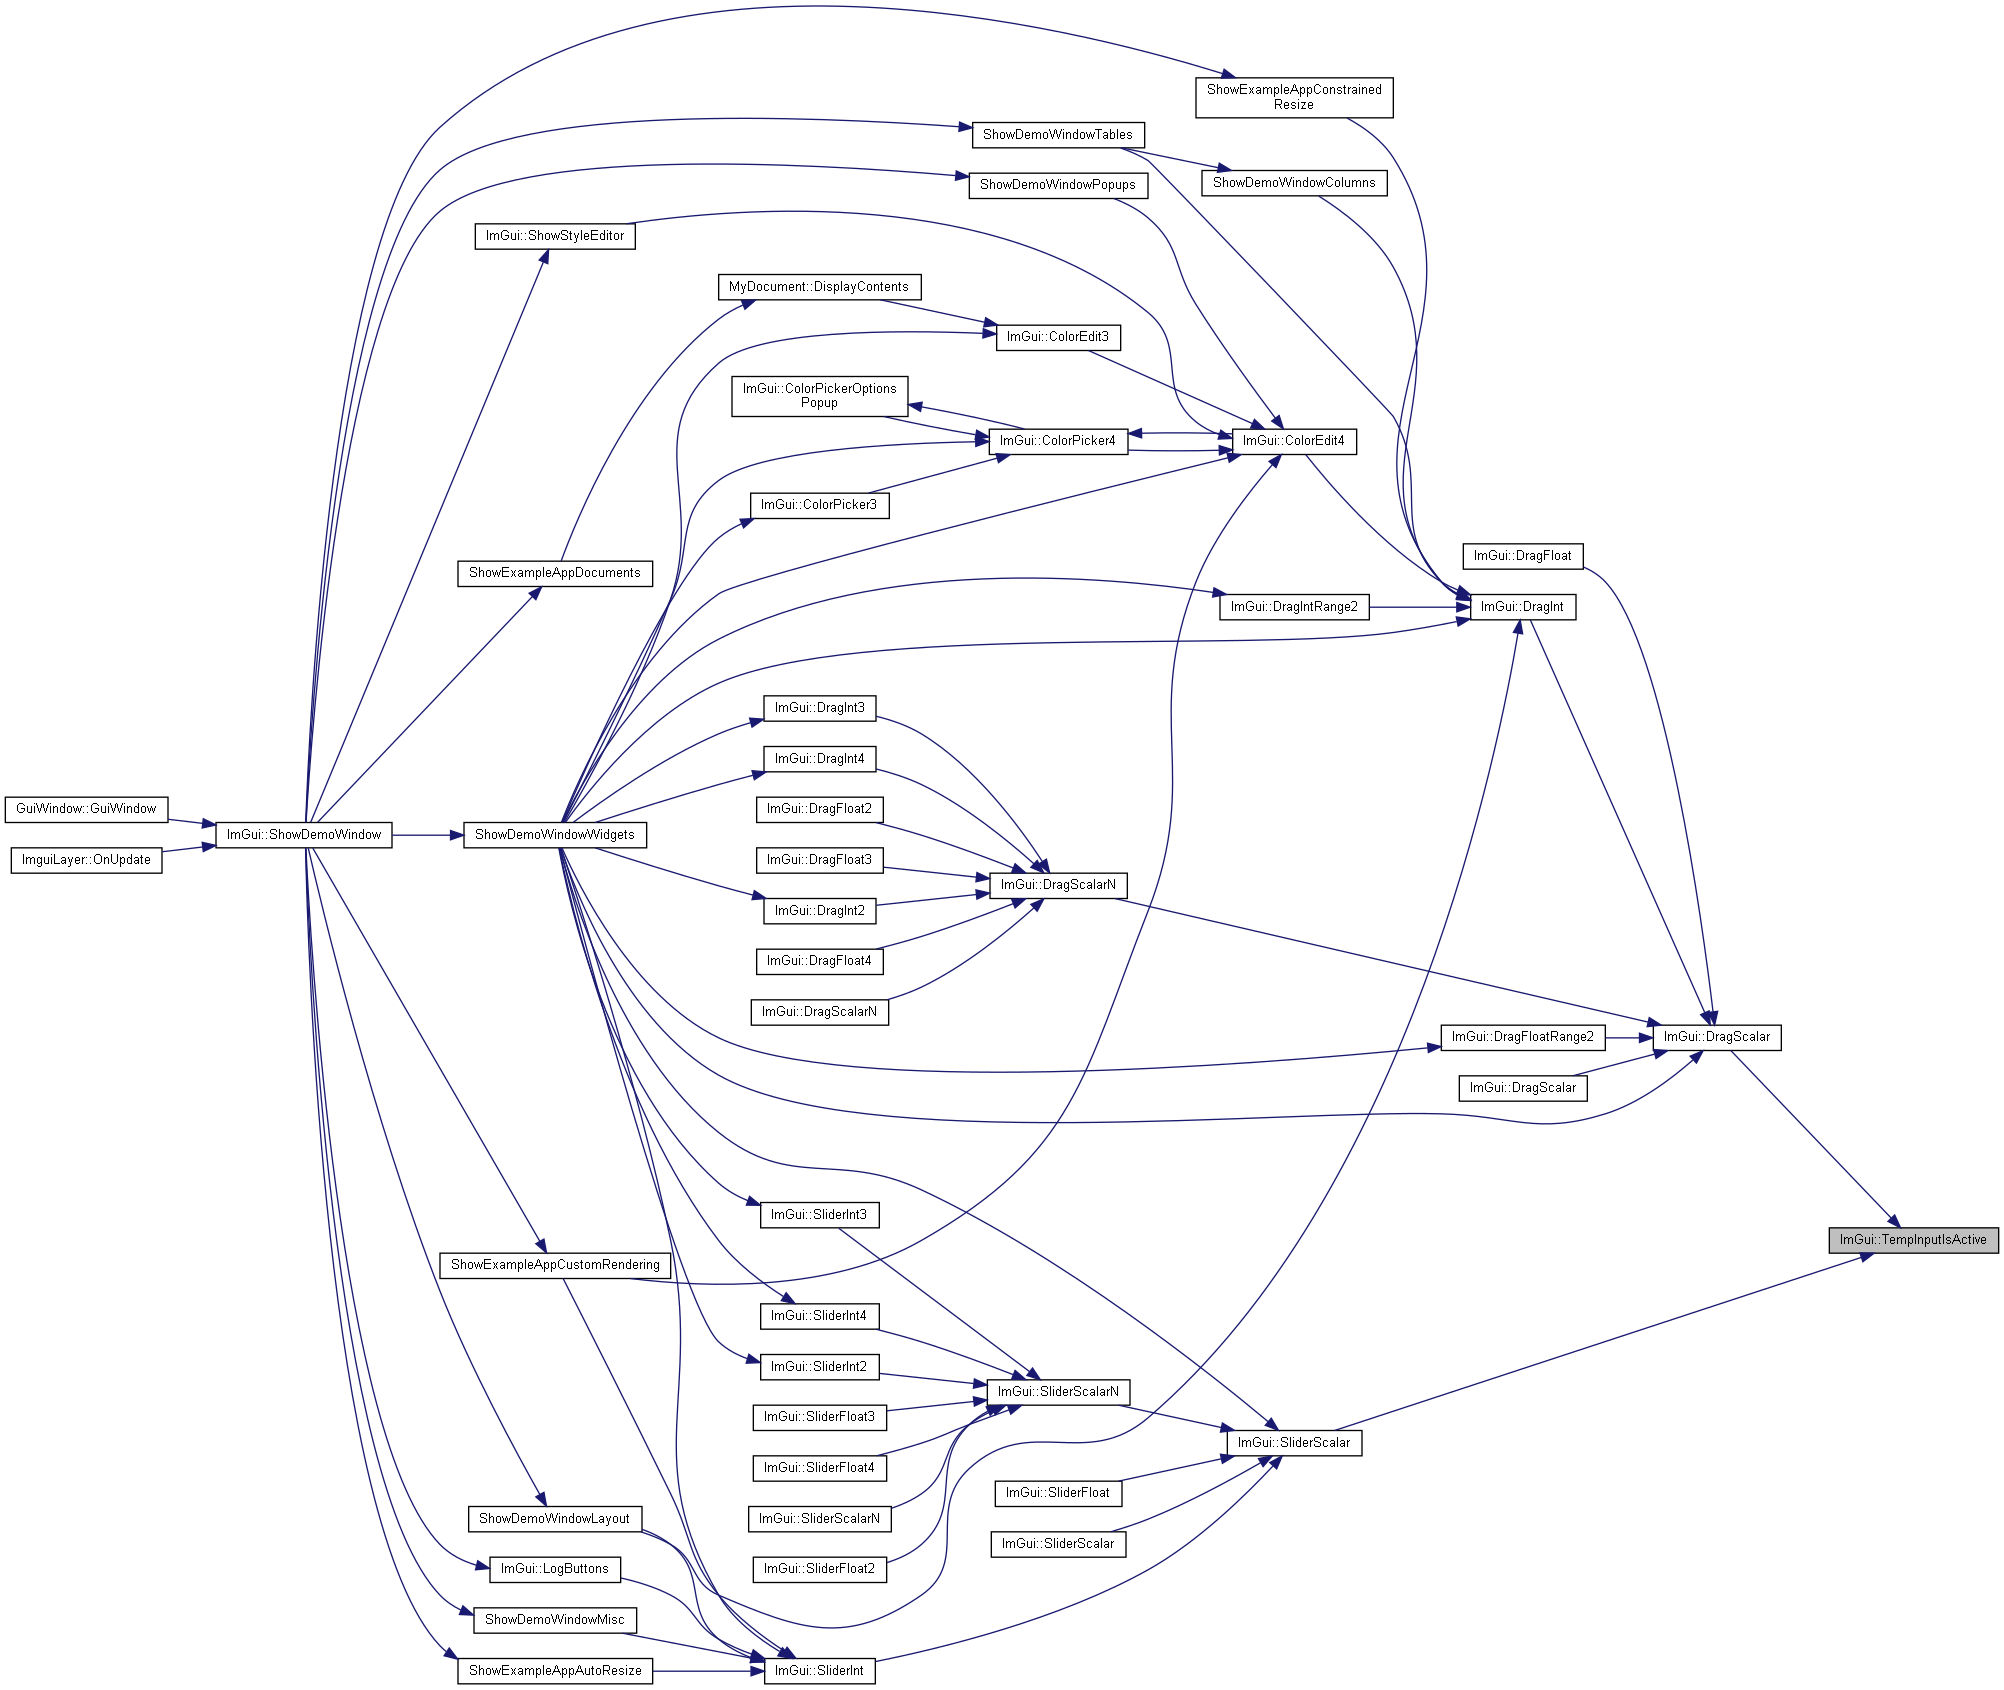 ShowExampleAppConstrained
Resize
ShowDemoWindowTables
ShowDemoWindowColumns
ShowDemoWindowPopups
ImGui::ShowStyleEditor
MyDocument::DisplayContents
ImGui::ColorEdit3
ImGui::ColorPickerOptions
Popup
ImGui::ColorPicker4
ImGui::ColorEdit4
ImGui::ColorPicker3
ImGui::DragFloat
ShowExampleAppDocuments
ImGui::DragIntRange2
ImGui::DragInt
ImGui::DragInt3
ImGui::DragInt4
GuiWindow::GuiWindow
ImGui::DragFloat2
ImGui::ShowDemoWindow
ShowDemoWindowWidgets
ImguiLayer::OnUpdate
ImGui::DragFloat3
ImGui::DragScalarN
ImGui::DragInt2
ImGui::DragFloat4
ImGui::DragScalarN
ImGui::DragFloatRange2
ImGui::DragScalar
ImGui::DragScalar
ImGui::SliderInt3
ImGui::TempInputIsActive
ShowExampleAppCustomRendering
ImGui::SliderInt4
ImGui::SliderInt2
ImGui::SliderScalarN
ImGui::SliderFloat3
ImGui::SliderScalar
ImGui::SliderFloat4
ImGui::SliderFloat
ShowDemoWindowLayout
ImGui::SliderScalarN
ImGui::SliderScalar
ImGui::LogButtons
ImGui::SliderFloat2
ShowDemoWindowMisc
ShowExampleAppAutoResize
ImGui::SliderInt